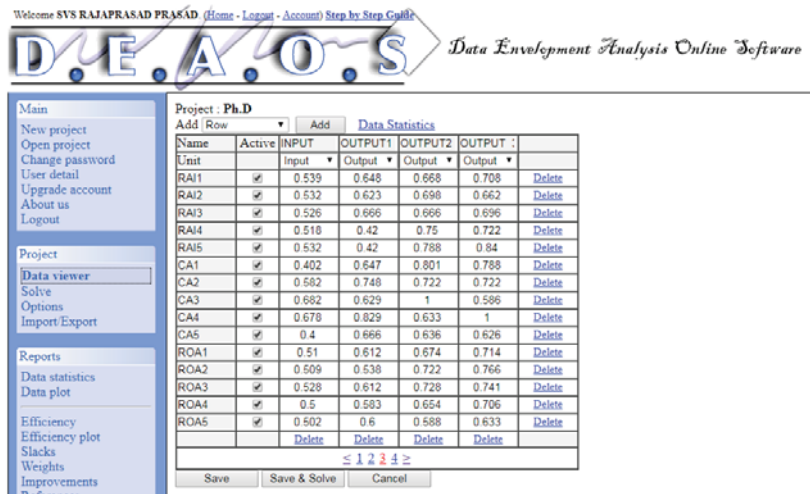 Welcome SVS RAJAPRASAD PRASAD. (Home - Logout - Account) Step by Step Guide
D.E.A.O.S
Data Envelopment Analysis Online Software
Main
New project
Open project
Change password
User detail
Upgrade account
About us
Logout
Project
Data viewer
Solve
Options
Import/Export
Reports
Data statistics
Data plot
Efficiency
Efficiency plot
Slacks
Weights
Improvements
Project : Ph.D
Add Row Add Data Statistics
Name Active INPUT OUTPUT1 OUTPUT2 OUTPUT
Unit Input Output Output Output
RAI1 0.539 0.648 0.668 0.708 Delete
RAI2 0.532 0.623 0.698 0.662 Delete
RAI3 0.526 0.666 0.666 0.696 Delete
RAI4 0.518 0.42 0.75 0.722 Delete
RAI5 0.532 0.42 0.788 0.84 Delete
CA1 0.402 0.647 0.801 0.788 Delete
CA2 0.582 0.748 0.722 0.722 Delete
CA3 0.682 0.629 1 0.586 Delete
CA4 0.678 0.829 0.633 1 Delete
CA5 0.4 0.666 0.636 0.626 Delete
ROA1 0.51 0.612 0.674 0.714 Delete
ROA2 0.509 0.538 0.722 0.766 Delete
ROA3 0.528 0.612 0.728 0.741 Delete
ROA4 0.5 0.583 0.654 0.706 Delete
ROA5 0.502 0.6 0.588 0.633 Delete
Delete Delete Delete Delete
≤ 1 2 3 4 ≥
Save Save & Solve Cancel